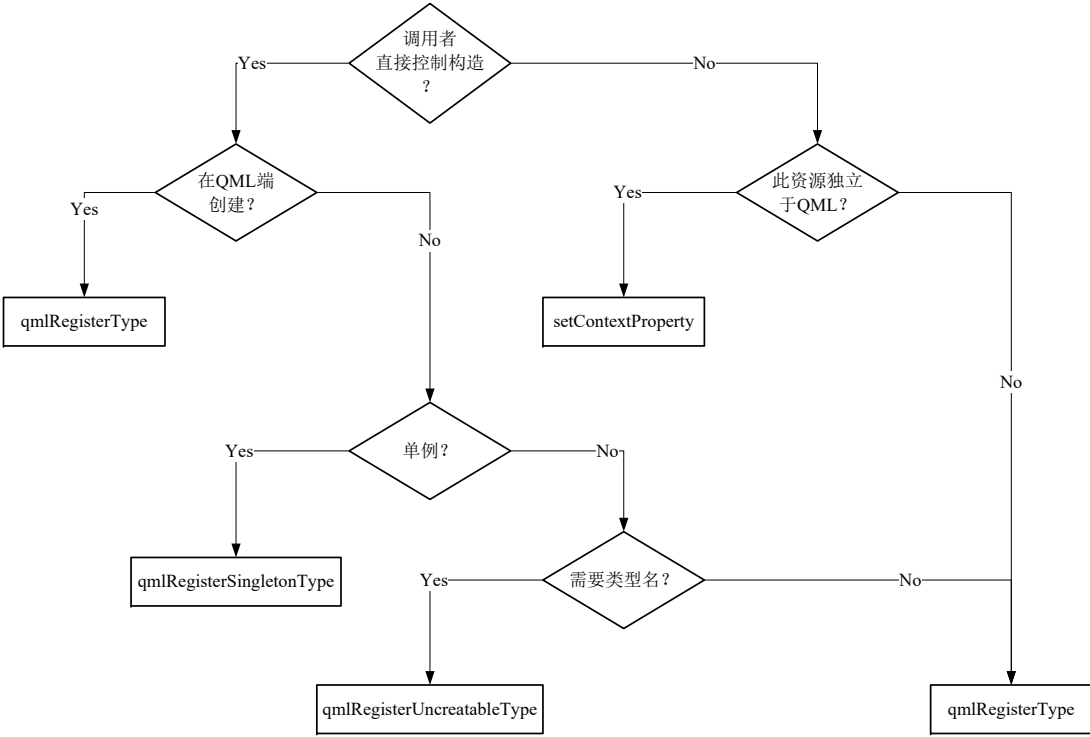 调用者
直接控制构造
?
Yes
No
在QML端
创建?
此资源独立
于QML?
Yes
No
Yes
No
qmlRegisterType
setContextProperty
单例?
Yes
No
qmlRegisterSingletonType
需要类型名?
Yes
No
qmlRegisterUncreatableType
qmlRegisterType